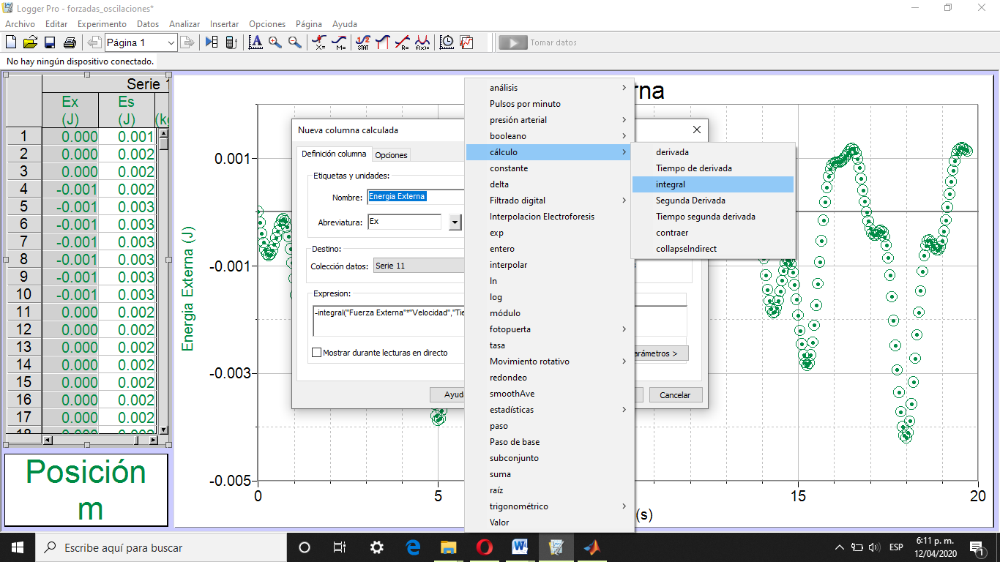 Logger Pro - forzadas_oscilaciones*
Archivo Editar Experimento Datos Analizar Insertar Opciones Página Ayuda
Página 1
Tomar datos
No hay ningún dispositivo conectado.
Serie 1
Ex Es
(J) (J)
1 0.000 0.001
2 0.000 0.002
3 0.000 0.002
4 -0.001 0.002
5 -0.001 0.003
6 -0.001 0.003
7 -0.001 0.003
8 -0.001 0.003
9 -0.001 0.003
10 -0.001 0.003
11 0.000 0.002
12 0.000 0.002
13 0.000 0.002
14 0.000 0.002
15 0.000 0.002
16 0.000 0.002
17 0.000 0.002
18 0.000 0.002
Posición
m
Energia Externa (J)
0.001
-0.001
-0.003
-0.005
0 5 15 20
(s)
Nueva columna calculada
Definición columna Opciones
Etiquetas y unidades:
Nombre: Energia Externa
Abreviatura: Ex
Destino:
Colección datos: Serie 11
Expresion:
-integral("Fuerza Externa"*"Velocidad","Tie
Mostrar durante lecturas en directo
Parámetros >
Ayud
Cancelar
análisis
Pulsos por minuto
presión arterial
booleano
cálculo
constante
delta
Filtrado digital
Interpolacion Electroforesis
exp
entero
interpolar
ln
log
módulo
fotopuerta
tasa
Movimiento rotativo
redondeo
smoothAve
estadísticas
paso
Paso de base
subconjunto
suma
raíz
trigonométrico
Valor
derivada
Tiempo de derivada
integral
Segunda Derivada
Tiempo segunda derivada
contraer
collapseIndirect
Escribe aquí para buscar
ESP
6:11 p. m.
12/04/2020
1